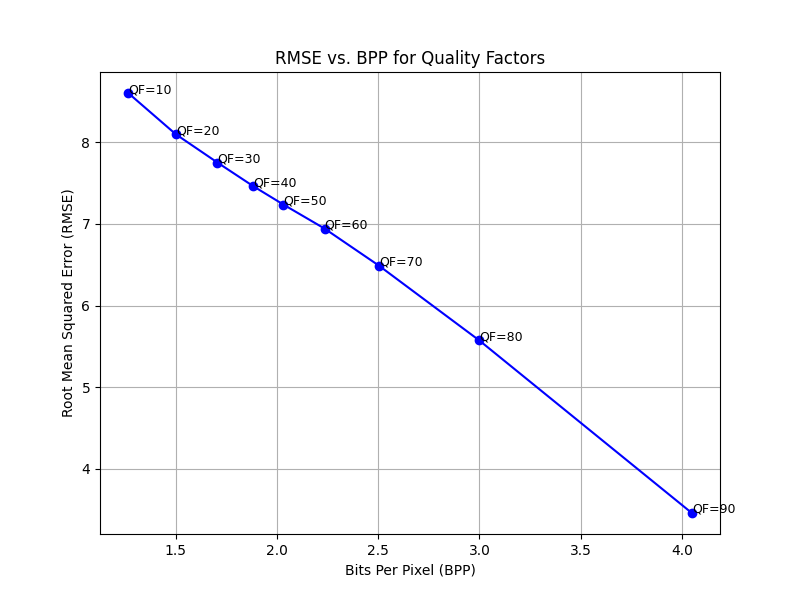 RMSE vs. BPP for Quality Factors
QF=10
QF=20
QF=30
QF=40
QF=50
QF=60
QF=70
QF=80
QF=90
8
7
6
5
4
Root Mean Squared Error (RMSE)
1.5 2.0 2.5 3.0 3.5 4.0
Bits Per Pixel (BPP)